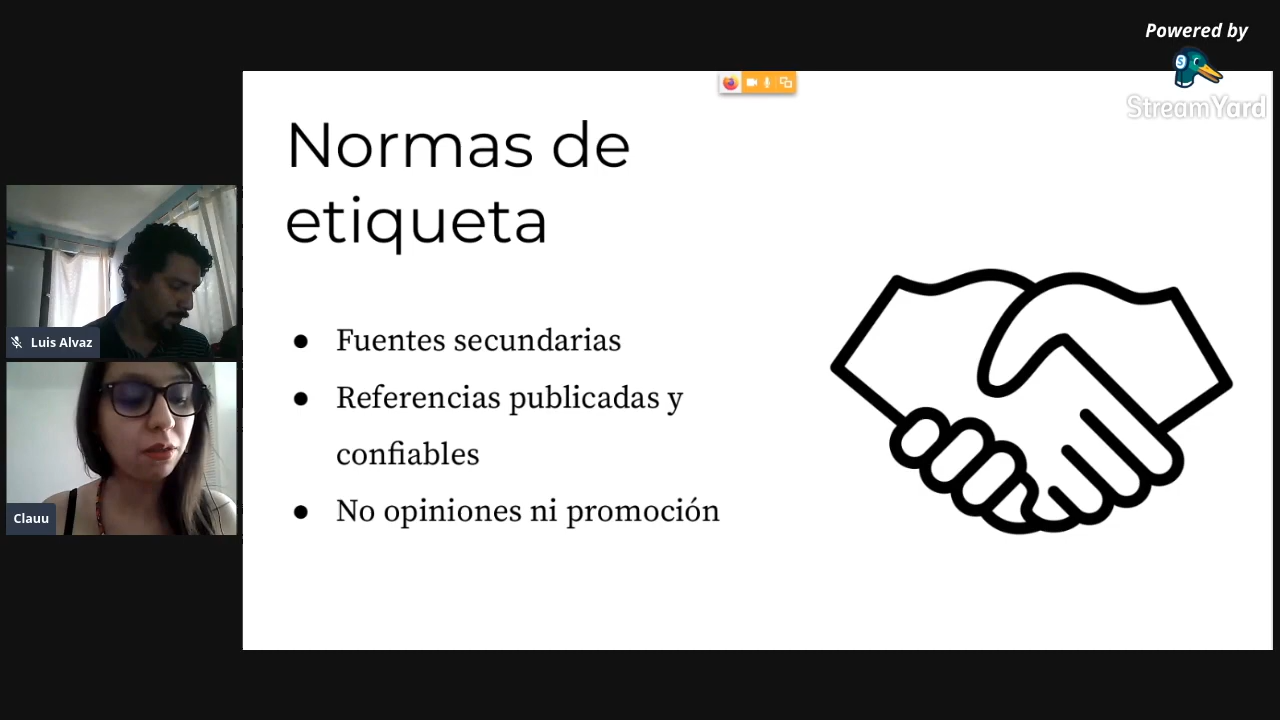 Powered by
StreamYard
Normas de
etiqueta
● Fuentes secundarias
● Referencias publicadas y
confiables
● No opiniones ni promoción
Luis Alvaz
Clauu